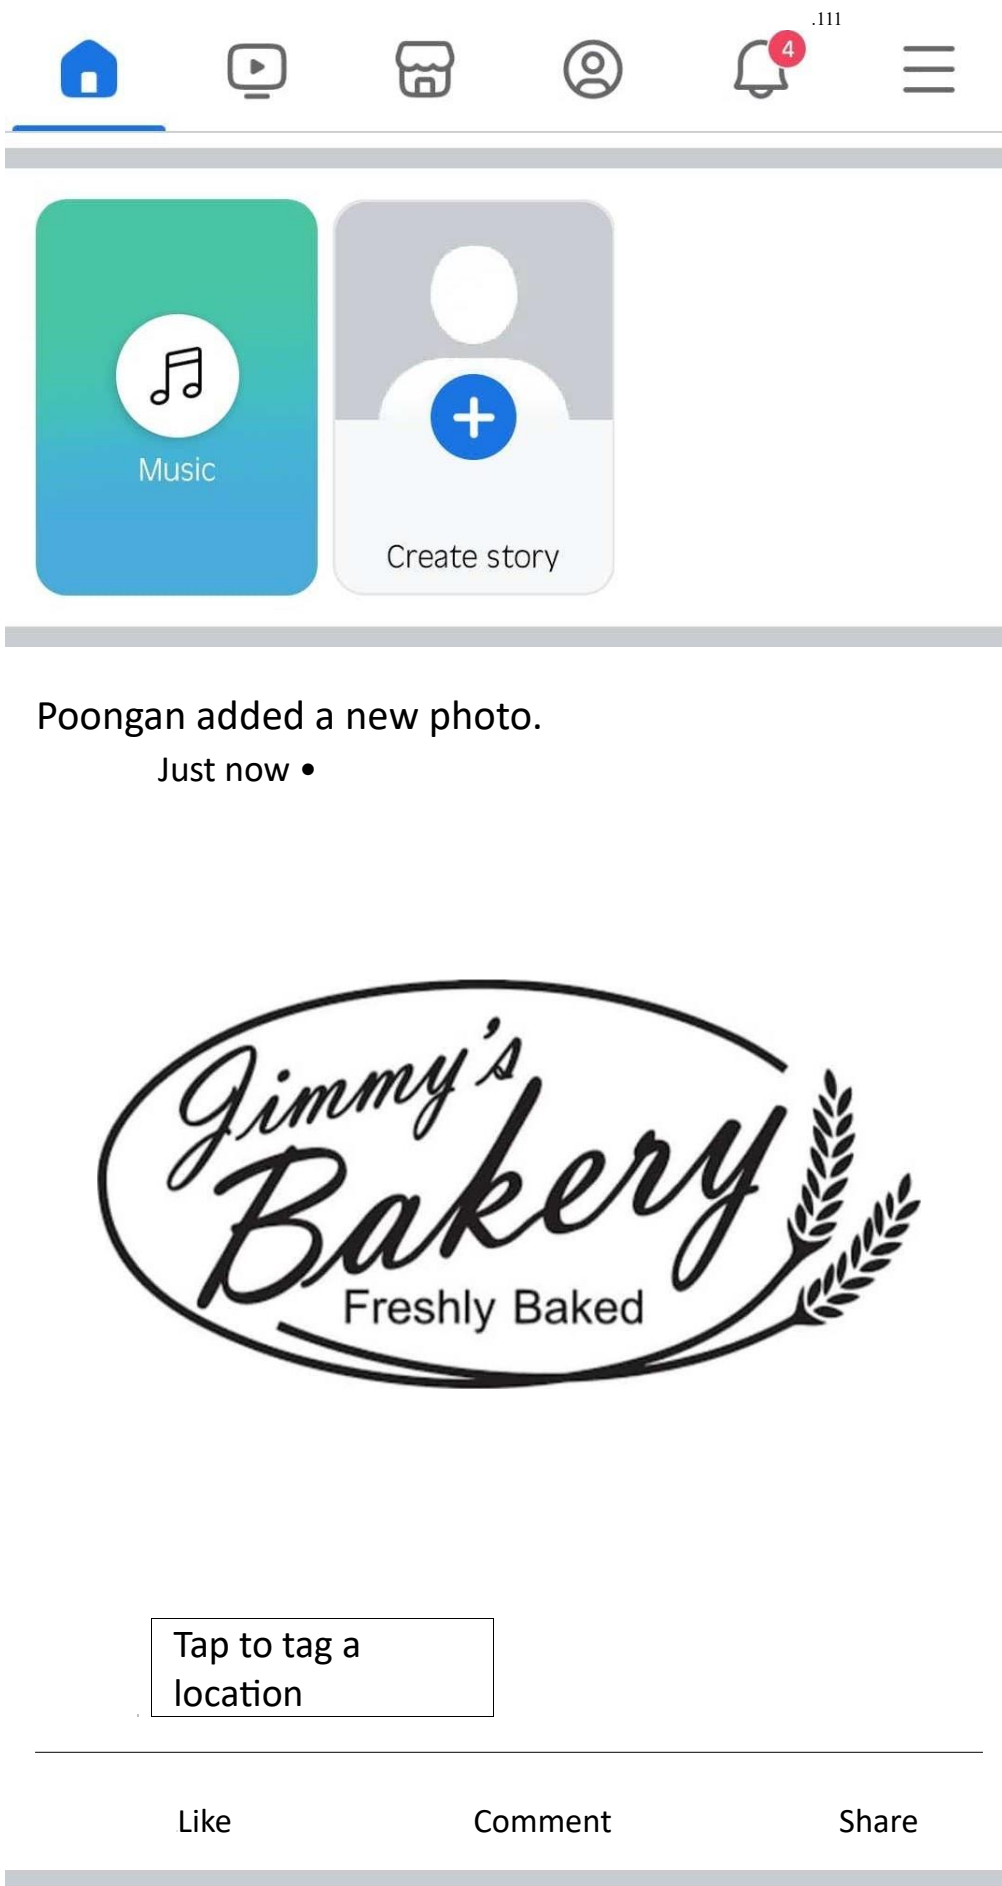 .111
4
Music
Create story
Poongan added a new photo.
Just now •
Jimmy's
Bakery
Freshly Baked
Tap to tag a
location
Like
Comment
Share